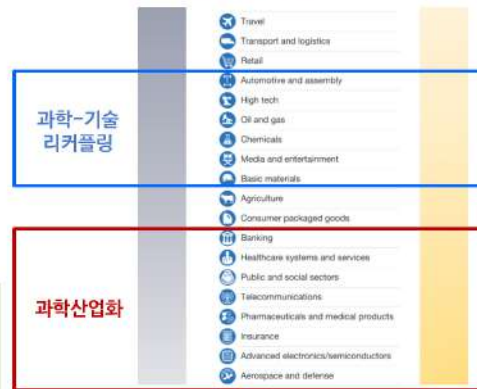 Travel
Transport and logistics
Retail
Automotive and assembly
과학-기술
리커플링
High tech
Oil and gas
Chemicals
Media and entertainment
Basic materials
Agriculture
Consumer packaged goods
Banking
Healthcare systems and services
Public and social sectors
Telecommunications
과학산업화
Pharmaceuticals and medical products
Insurance
Advanced electronics/semiconductors
Aerospace and defense